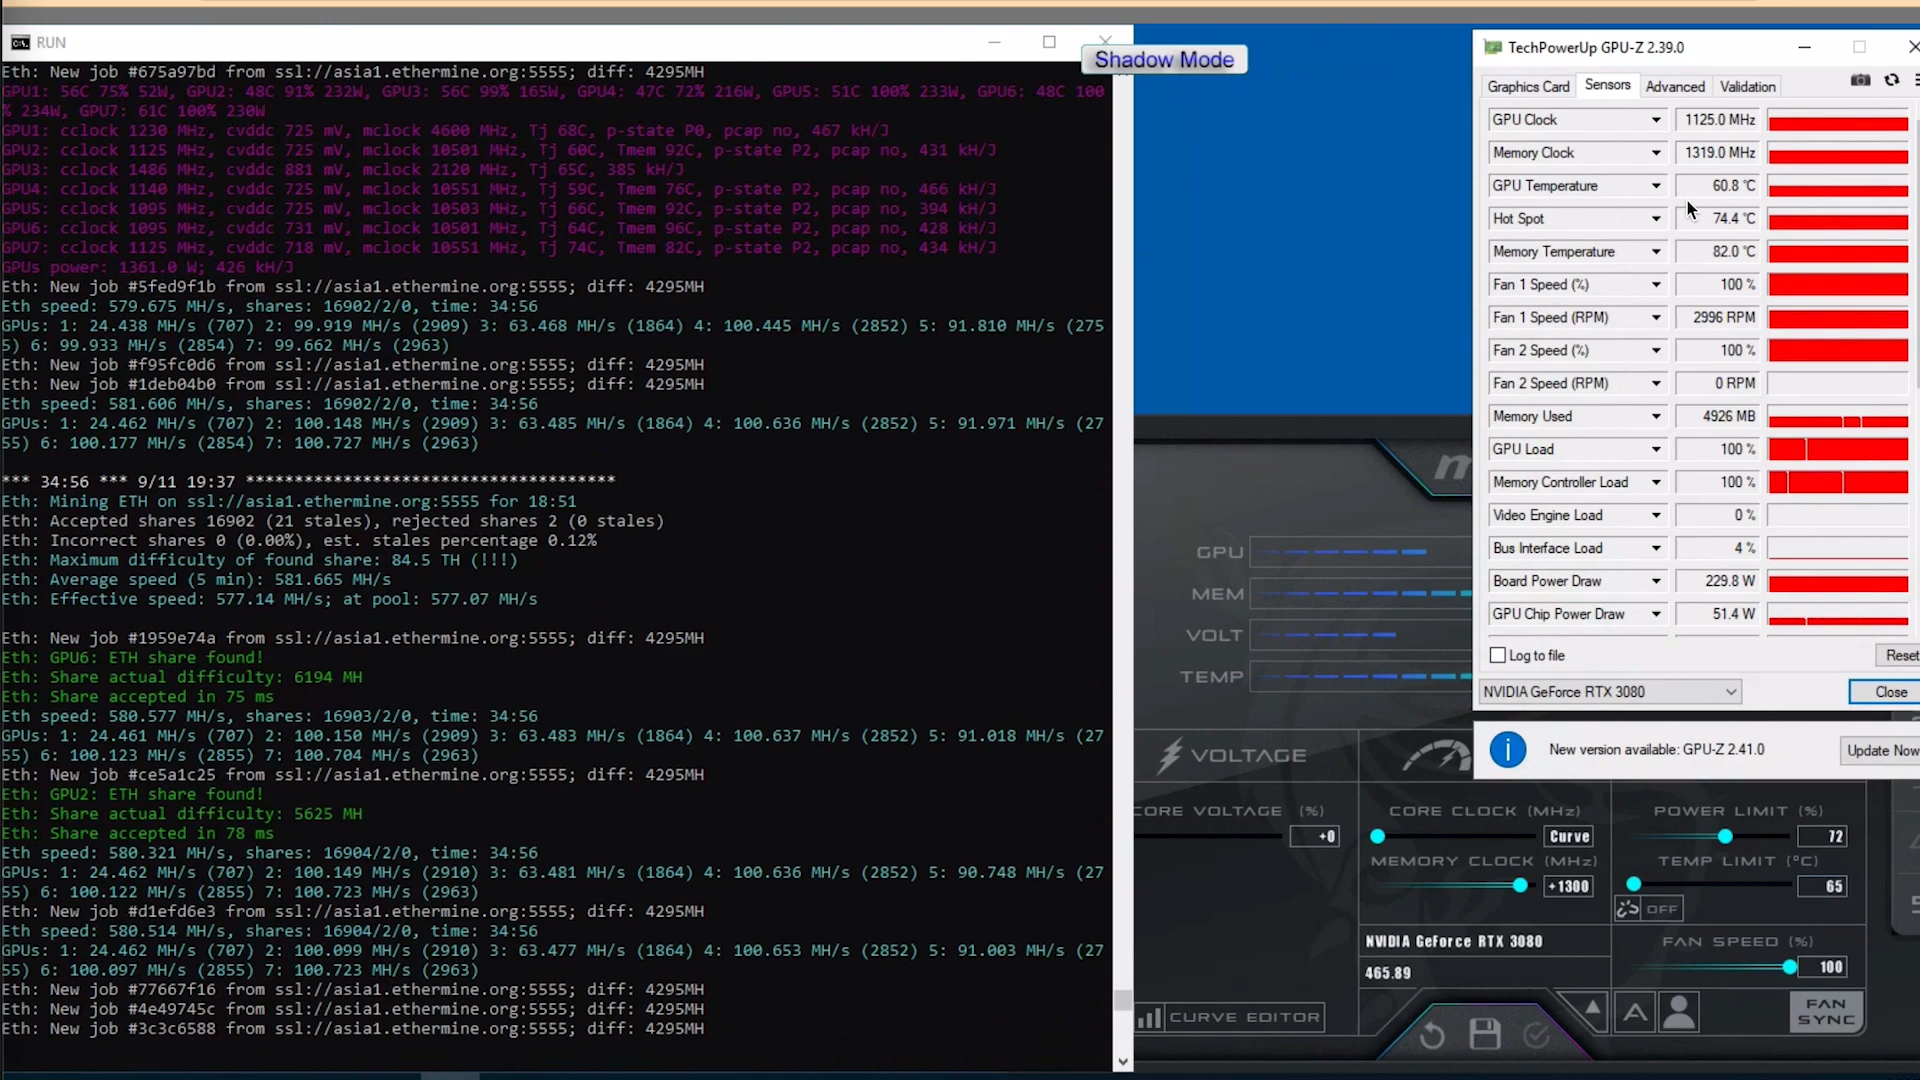 RUN
Eth: New job #675a97bd from ssl://asia1.ethermine.org:5555; diff: 4295MH
GPU1: 56C 75% 52W, GPU2: 48C 91% 232W, GPU3: 56C 99% 165W, GPU4: 47C 72% 216W, GPU5: 51C 100% 233W, GPU6: 48C 100
% 234W, GPU7: 61C 100% 230W
GPU1: cclock 1230 MHz, cvddc 725 mV, mclock 4600 MHz, Tj 68C, p-state P0, pcap no, 467 kH/J
GPU2: cclock 1125 MHz, cvddc 725 mV, mclock 10501 MHz, Tj 60C, Tmem 92C, p-state P2, pcap no, 431 kH/J
GPU3: cclock 1486 MHz, cvddc 881 mV, mclock 2120 MHz, Tj 65C, 385 kH/J
GPU4: cclock 1140 MHz, cvddc 725 mV, mclock 10551 MHz, Tj 59C, Tmem 76C, p-state P2, pcap no, 466 kH/J
GPU5: cclock 1095 MHz, cvddc 725 mV, mclock 10503 MHz, Tj 66C, Tmem 92C, p-state P2, pcap no, 394 kH/J
GPU6: cclock 1095 MHz, cvddc 731 mV, mclock 10501 MHz, Tj 64C, Tmem 96C, p-state P2, pcap no, 428 kH/J
GPU7: cclock 1125 MHz, cvddc 718 mV, mclock 10551 MHz, Tj 74C, Tmem 82C, p-state P2, pcap no, 434 kH/J
GPUs power: 1361.0 W; 426 kH/J
Eth: New job #5fed9f1b from ssl://asia1.ethermine.org:5555; diff: 4295MH
Eth speed: 579.675 MH/s, shares: 16902/2/0, time: 34:56
GPUs: 1: 24.438 MH/s (707) 2: 99.919 MH/s (2909) 3: 63.468 MH/s (1864) 4: 100.445 MH/s (2852) 5: 91.810 MH/s (275
5) 6: 99.933 MH/s (2854) 7: 99.662 MH/s (2963)
Eth: New job #f95fc0d6 from ssl://asia1.ethermine.org:5555; diff: 4295MH
Eth: New job #1deb04b0 from ssl://asia1.ethermine.org:5555; diff: 4295MH
Eth speed: 581.606 MH/s, shares: 16902/2/0, time: 34:56
GPUs: 1: 24.462 MH/s (707) 2: 100.148 MH/s (2909) 3: 63.485 MH/s (1864) 4: 100.636 MH/s (2852) 5: 91.971 MH/s (27
55) 6: 100.177 MH/s (2854) 7: 100.727 MH/s (2963)
*** 34:56 *** 9/11 19:37 **************************************
Eth: Mining ETH on ssl://asia1.ethermine.org:5555 for 18:51
Eth: Accepted shares 16902 (21 stales), rejected shares 2 (0 stales)
Eth: Incorrect shares 0 (0.00%), est. stales percentage 0.12%
Eth: Maximum difficulty of found share: 84.5 TH (!!!)
Eth: Average speed (5 min): 581.665 MH/s
Eth: Effective speed: 577.14 MH/s; at pool: 577.07 MH/s
Eth: New job #1959e74a from ssl://asia1.ethermine.org:5555; diff: 4295MH
Eth: GPU6: ETH share found!
Eth: Share actual difficulty: 6194 MH
Eth: Share accepted in 75 ms
Eth speed: 580.577 MH/s, shares: 16903/2/0, time: 34:56
GPUs: 1: 24.461 MH/s (707) 2: 100.150 MH/s (2909) 3: 63.483 MH/s (1864) 4: 100.637 MH/s (2852) 5: 91.018 MH/s (27
55) 6: 100.123 MH/s (2855) 7: 100.704 MH/s (2963)
Eth: New job #ce5a1c25 from ssl://asia1.ethermine.org:5555; diff: 4295MH
Eth: GPU2: ETH share found!
Eth: Share actual difficulty: 5625 MH
Eth: Share accepted in 78 ms
Eth speed: 580.321 MH/s, shares: 16904/2/0, time: 34:56
GPUs: 1: 24.462 MH/s (707) 2: 100.149 MH/s (2910) 3: 63.481 MH/s (1864) 4: 100.636 MH/s (2852) 5: 90.748 MH/s (27
55) 6: 100.122 MH/s (2855) 7: 100.723 MH/s (2963)
Eth: New job #d1efd6e3 from ssl://asia1.ethermine.org:5555; diff: 4295MH
Eth speed: 580.514 MH/s, shares: 16904/2/0, time: 34:56
GPUs: 1: 24.462 MH/s (707) 2: 100.099 MH/s (2910) 3: 63.477 MH/s (1864) 4: 100.653 MH/s (2852) 5: 91.003 MH/s (27
55) 6: 100.097 MH/s (2855) 7: 100.723 MH/s (2963)
Eth: New job #77667f16 from ssl://asia1.ethermine.org:5555; diff: 4295MH
Eth: New job #4e49745c from ssl://asia1.ethermine.org:5555; diff: 4295MH
Eth: New job #3c3c6588 from ssl://asia1.ethermine.org:5555; diff: 4295MH
Shadow Mode
TechPowerUp GPU-Z 2.39.0
Graphics Card Sensors Advanced Validation
GPU Clock 1125.0 MHz
Memory Clock 1319.0 MHz
GPU Temperature 60.8 °C
Hot Spot 74.4 °C
Memory Temperature 82.0 °C
Fan 1 Speed (%) 100 %
Fan 1 Speed (RPM) 2996 RPM
Fan 2 Speed (%) 100 %
Fan 2 Speed (RPM) 0 RPM
Memory Used 4926 MB
GPU Load 100 %
Memory Controller Load 100 %
Video Engine Load 0 %
Bus Interface Load 4 %
Board Power Draw 229.8 W
GPU Chip Power Draw 51.4 W
Log to file Reset
NVIDIA GeForce RTX 3080 Close
New version available: GPU-Z 2.41.0 Update Now
GPU
MEM
VOLT
TEMP
VOLTAGE
CORE VOLTAGE (%) +0
CORE CLOCK (MHz) Curve
MEMORY CLOCK (MHz) +1300
POWER LIMIT (%) 72
TEMP LIMIT (°C) 65
OFF
NVIDIA GeForce RTX 3080
465.89
FAN SPEED (%) 100
CURVE EDITOR
A
FAN
SYNC